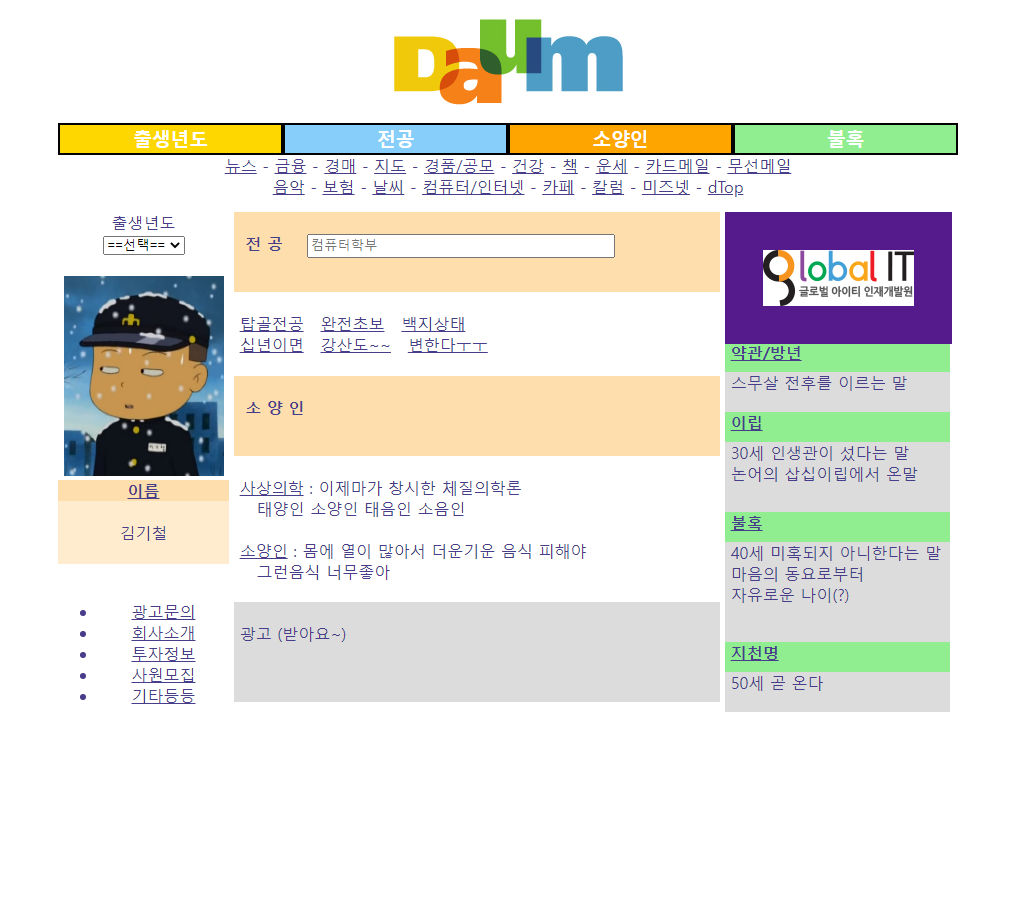 Daum
출생년도 전공 소양인 불혹
뉴스 - 금융 - 경매 - 지도 - 경품/공모 - 건강 - 책 - 운세 - 카드메일 - 무선메일
음악 - 보험 - 날씨 - 컴퓨터/인터넷 - 카페 - 칼럼 - 미즈넷 - dTop
출생년도
==선택==
이름
김기철
광고문의
회사소개
투자정보
사원모집
기타등등
전 공 컴퓨터학부
탑골전공 완전초보 백지상태
십년이면 강산도~~ 변한다ㅜㅜ
소 양 인
사상의학 : 이제마가 창시한 체질의학론
태양인 소양인 태음인 소음인
소양인 : 몸에 열이 많아서 더운기운 음식 피해야
그런음식 너무좋아
광고 (받아요~)
global IT
글로벌 아이티 인재개발원
약관/방년
스무살 전후를 이르는 말
이립
30세 인생관이 섰다는 말
논어의 삽십이립에서 온말
불혹
40세 미혹되지 아니한다는 말
마음의 동요로부터
자유로운 나이(?)
지천명
50세 곧 온다